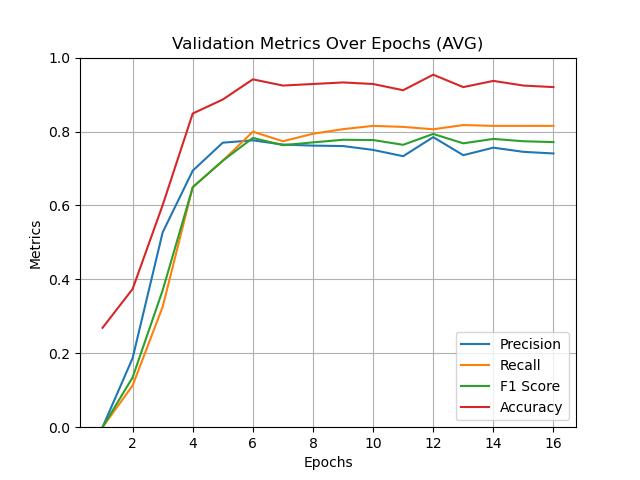 Validation Metrics Over Epochs (AVG)
1.0
0.8
0.6
0.4
0.2
0.0
Metrics
2 4 6 8 10 12 14 16
Epochs
Precision
Recall
F1 Score
Accuracy